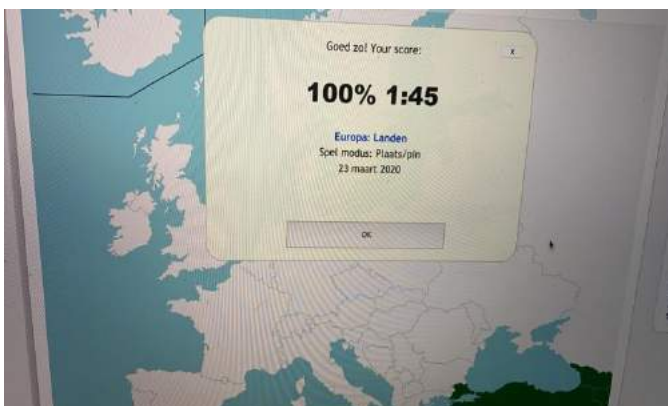 Goed zo! Your score:
x
100% 1:45
Europa: Landen
Spel modus: Plaats/pin
23 maart 2020
OK